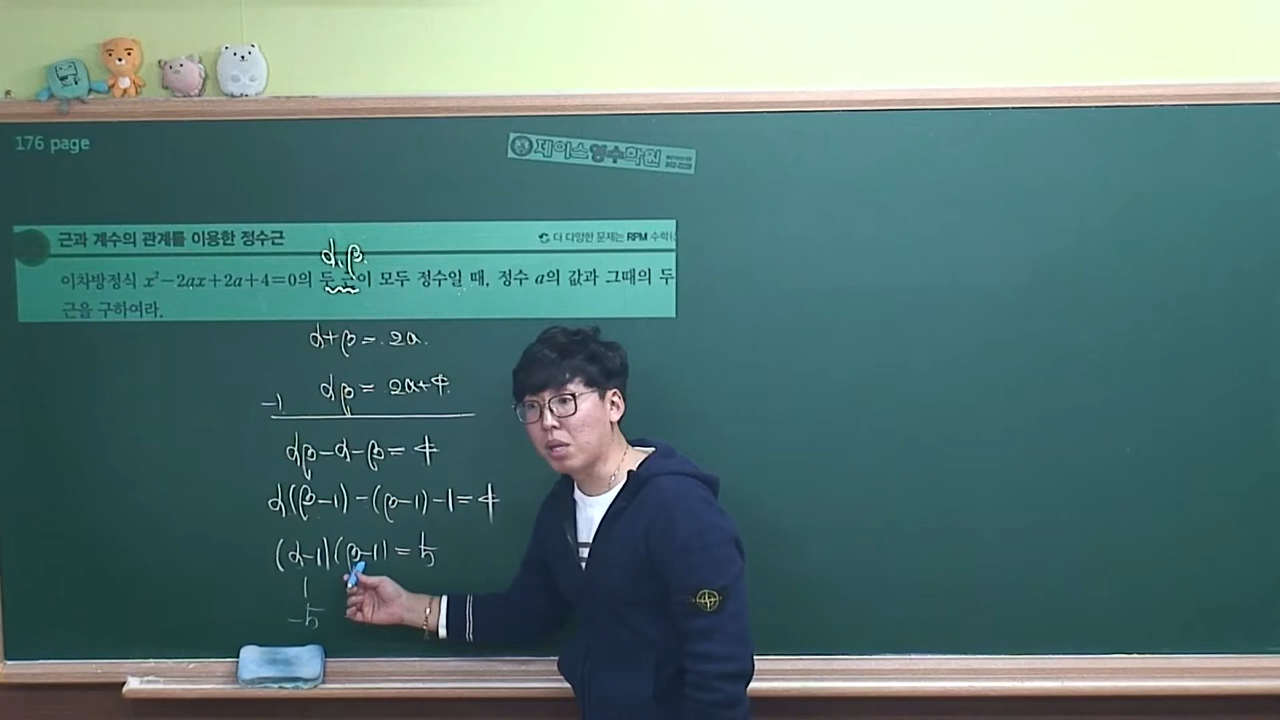 176 page
제이스영수학원
근과 계수의 관계를 이용한 정수근
더 다양한 문제는 RPM 수학(
α, β.
이차방정식 x²-2ax+2a+4=0의 두 근이 모두 정수일 때, 정수 a의 값과 그때의 두
근을 구하여라.
α+β = 2a.
αβ = 2a+4.
-1
αβ-α-β = 4
α(β-1)-(β-1)-1=4
(α-1)(β-1) = 5
1
-5